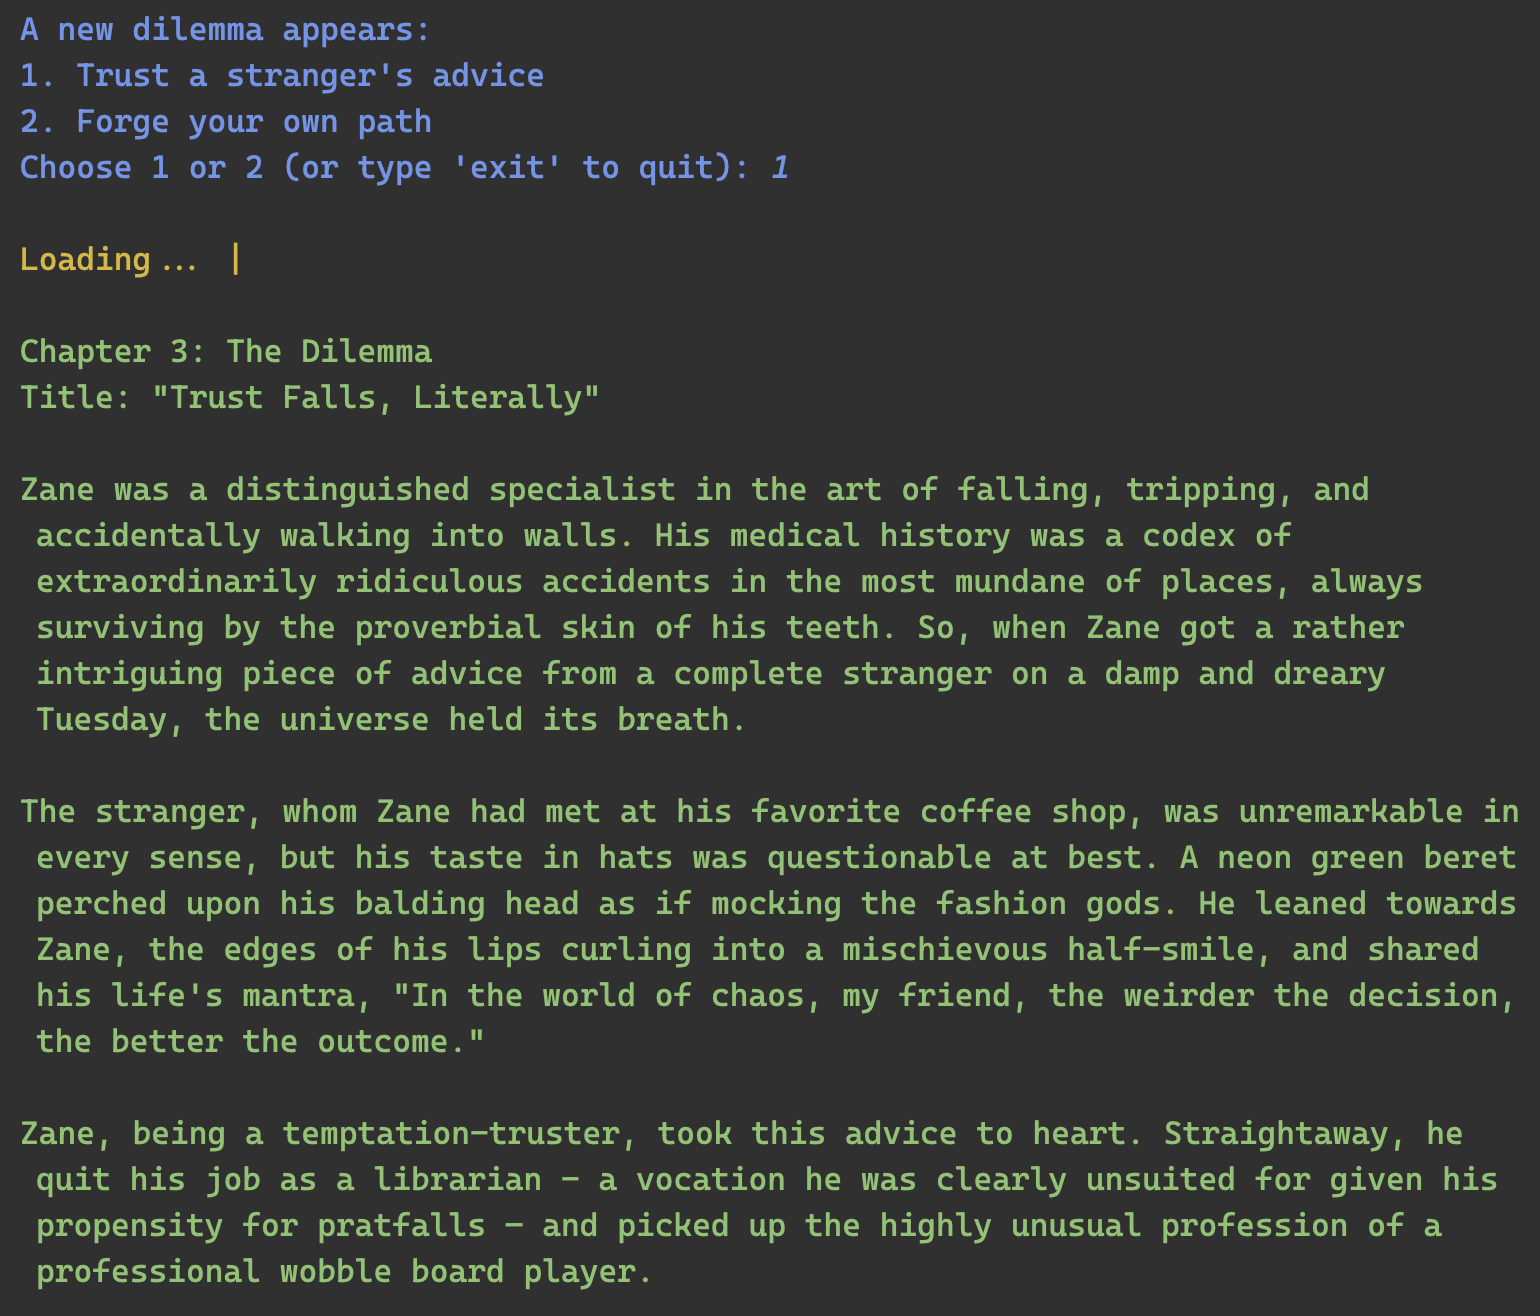 A new dilemma appears:
1. Trust a stranger's advice
2. Forge your own path
Choose 1 or 2 (or type 'exit' to quit): 1
Loading... |
Chapter 3: The Dilemma
Title: "Trust Falls, Literally"
Zane was a distinguished specialist in the art of falling, tripping, and
accidentally walking into walls. His medical history was a codex of
extraordinarily ridiculous accidents in the most mundane of places, always
surviving by the proverbial skin of his teeth. So, when Zane got a rather
intriguing piece of advice from a complete stranger on a damp and dreary
Tuesday, the universe held its breath.
The stranger, whom Zane had met at his favorite coffee shop, was unremarkable in
every sense, but his taste in hats was questionable at best. A neon green beret
perched upon his balding head as if mocking the fashion gods. He leaned towards
Zane, the edges of his lips curling into a mischievous half-smile, and shared
his life's mantra, "In the world of chaos, my friend, the weirder the decision,
the better the outcome."
Zane, being a temptation-truster, took this advice to heart. Straightaway, he
quit his job as a librarian – a vocation he was clearly unsuited for given his
propensity for pratfalls – and picked up the highly unusual profession of a
professional wobble board player.